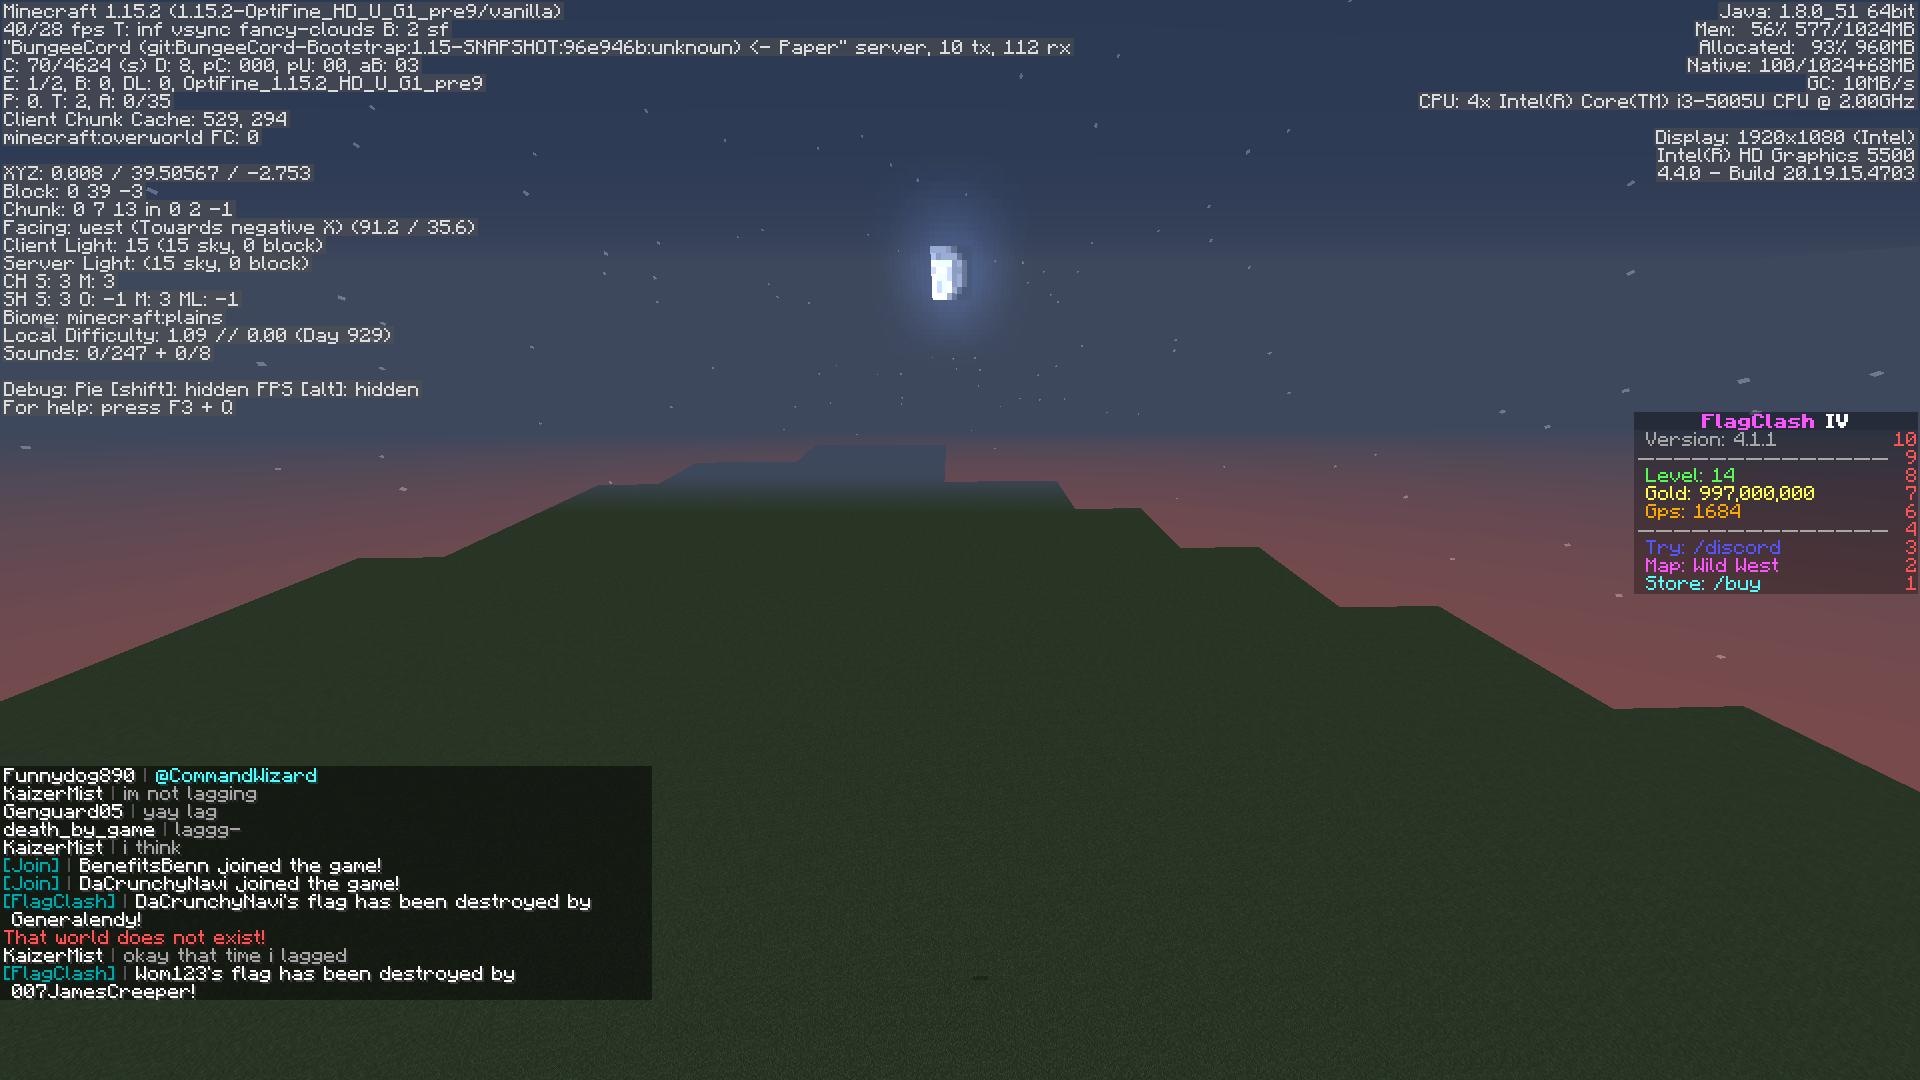 Minecraft 1.15.2 (1.15.2-OptiFine_HD_U_G1_pre9/vanilla)
40/28 fps T: inf vsync fancy-clouds B: 2 sf
"BungeeCord (git:BungeeCord-Bootstrap:1.15-SNAPSHOT:96e946b:unknown) <- Paper" server, 10 tx, 112 rx
C: 70/4624 (s) D: 8, pC: 000, pU: 00, aB: 03
E: 1/2, B: 0, DL: 0, OptiFine_1.15.2_HD_U_G1_pre9
P: 0. T: 2, A: 0/35
Client Chunk Cache: 529, 294
minecraft:overworld FC: 0
XYZ: 0.008 / 39.50567 / -2.753
Block: 0 39 -3
Chunk: 0 7 13 in 0 2 -1
Facing: west (Towards negative X) (91.2 / 35.6)
Client Light: 15 (15 sky, 0 block)
Server Light: (15 sky, 0 block)
CH S: 3 M: 3
SH S: 3 O: -1 M: 3 ML: -1
Biome: minecraft:plains
Local Difficulty: 1.09 // 0.00 (Day 929)
Sounds: 0/247 + 0/8
Debug: Pie [shift]: hidden FPS [alt]: hidden
For help: press F3 + Q
Java: 1.8.0_51 64bit
Mem: 56% 577/1024MB
Allocated: 93% 960MB
Native: 100/1024+68MB
GC: 10MB/s
CPU: 4x Intel(R) Core(TM) i3-5005U CPU @ 2.00GHz
Display: 1920x1080 (Intel)
Intel(R) HD Graphics 5500
4.4.0 - Build 20.19.15.4703
FlagClash IV
Version: 4.1.1 10
9
Level: 14 8
Gold: 997,000,000 7
Gps: 1684 6
4
Try: /discord 3
Map: Wild West 2
Store: /buy 1
Funnydog890 | @CommandWizard
KaizerMist | im not lagging
Genguard05 | yay lag
death_by_game | laggg-
KaizerMist | i think
[Join] | BenefitsBenn joined the game!
[Join] | DaCrunchyNavi joined the game!
[FlagClash] | DaCrunchyNavi's flag has been destroyed by
Generalendy!
That world does not exist!
KaizerMist | okay that time i lagged
[FlagClash] | Wom123's flag has been destroyed by
007JamesCreeper!